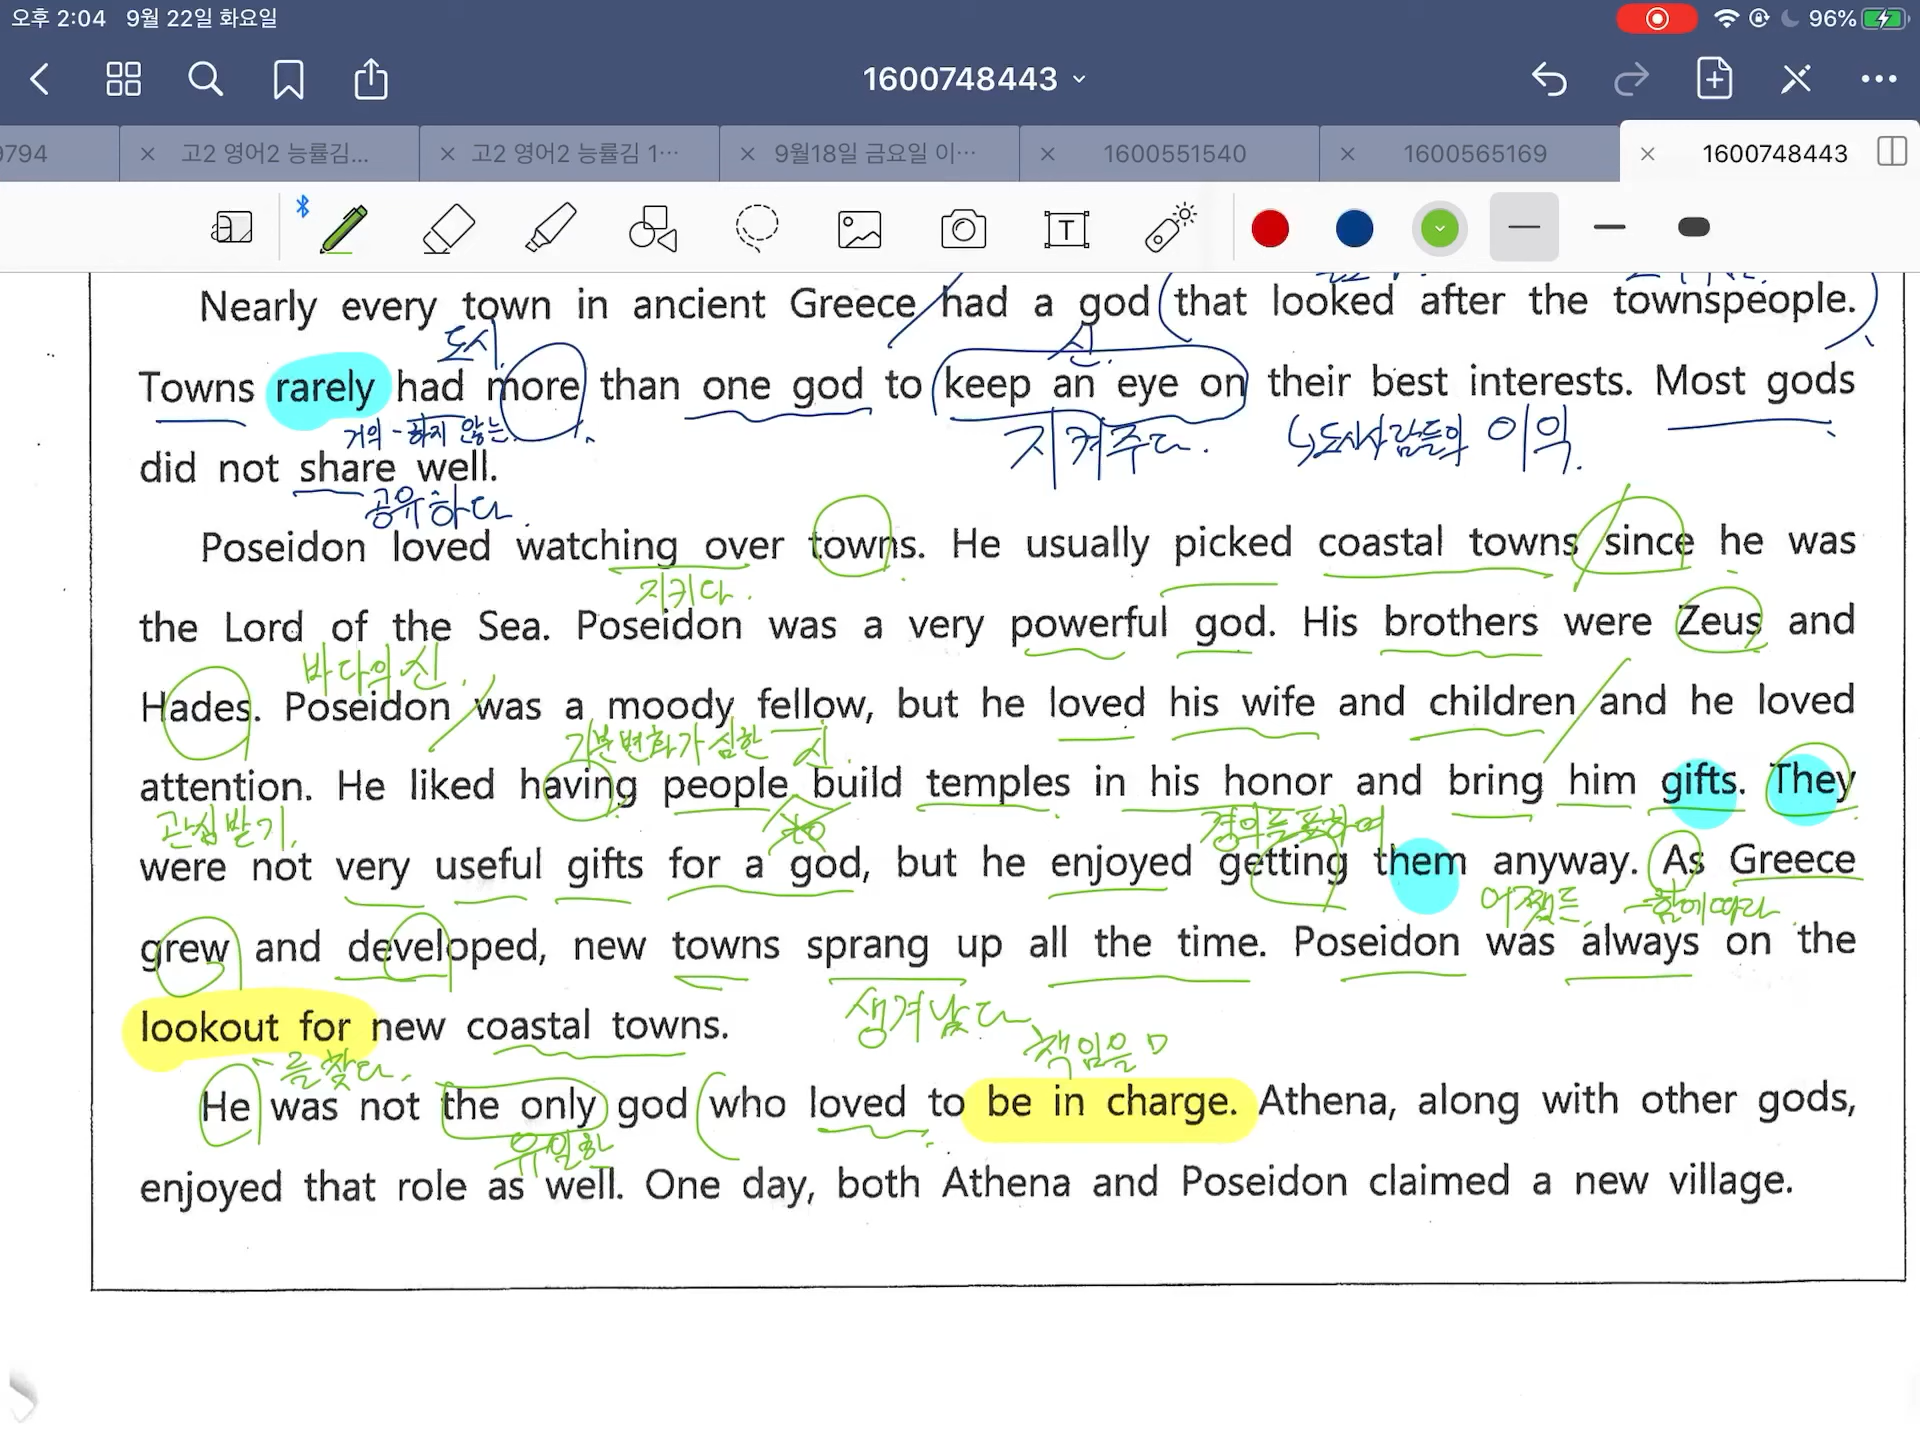 오후 2:04 9월 22일 화요일 96%
1600748443
9794 고2 영어2 능률김... 고2 영어2 능률김 1... 9월18일 금요일 이... 1600551540 1600565169 1600748443
T
Nearly every town in ancient Greece had a god that looked after the townspeople.
도시. 신
Towns rarely had more than one god to keep an eye on their best interests. Most gods
거의 -하지 않는. 지켜주다. 도시사람들의 이익.
did not share well.
공유하다.
Poseidon loved watching over towns. He usually picked coastal towns since he was
지키다.
the Lord of the Sea. Poseidon was a very powerful god. His brothers were Zeus and
바다의 신.
Hades. Poseidon was a moody fellow, but he loved his wife and children and he loved
기분변화가 심한 신.
attention. He liked having people build temples in his honor and bring him gifts. They
관심 받기. 경의를 표하며
were not very useful gifts for a god, but he enjoyed getting them anyway. As Greece
어쨌든. -함에 따라
grew and developed, new towns sprang up all the time. Poseidon was always on the
생겨났다
lookout for new coastal towns.
를 찾다. 책임을
He was not the only god who loved to be in charge. Athena, along with other gods,
유일한
enjoyed that role as well. One day, both Athena and Poseidon claimed a new village.